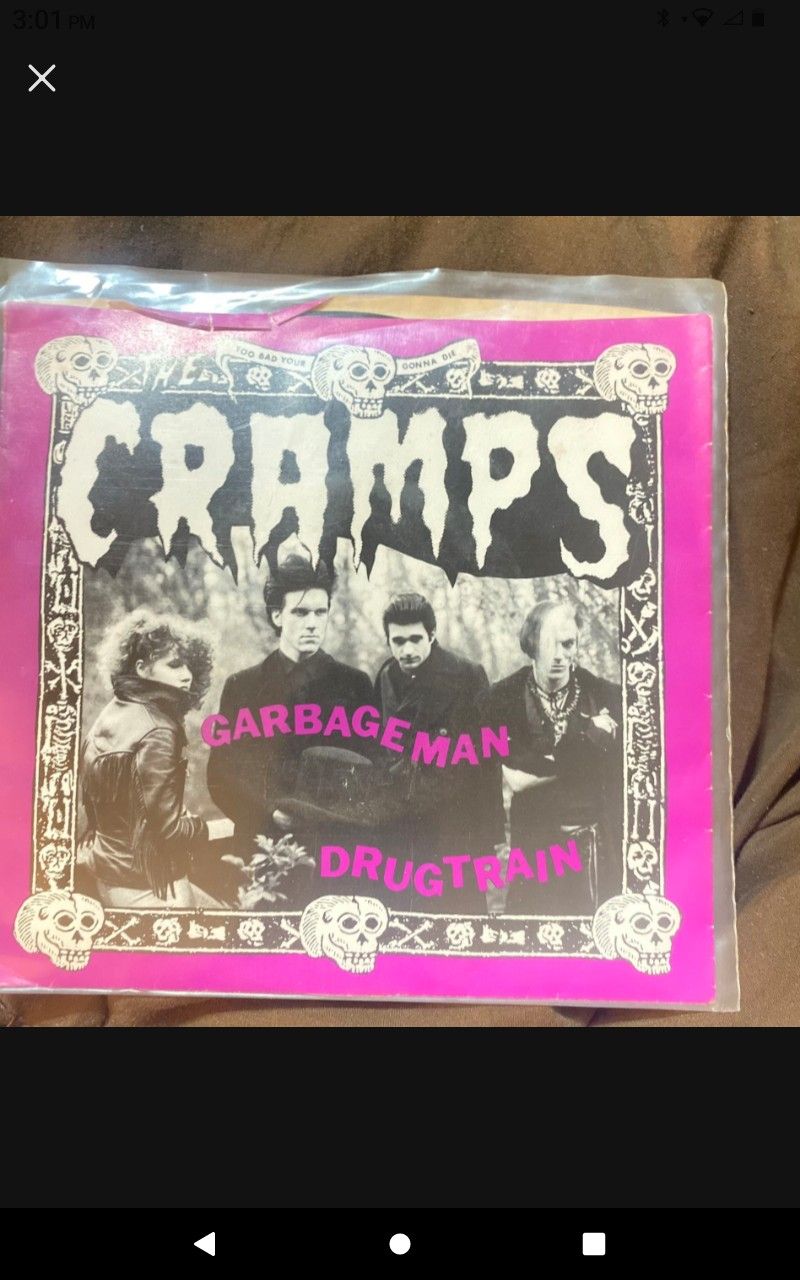 3:01 PM
TOO BAD YOUR GONNA DIE
THE
CRAMPS
GARBAGEMAN
DRUGTRAIN